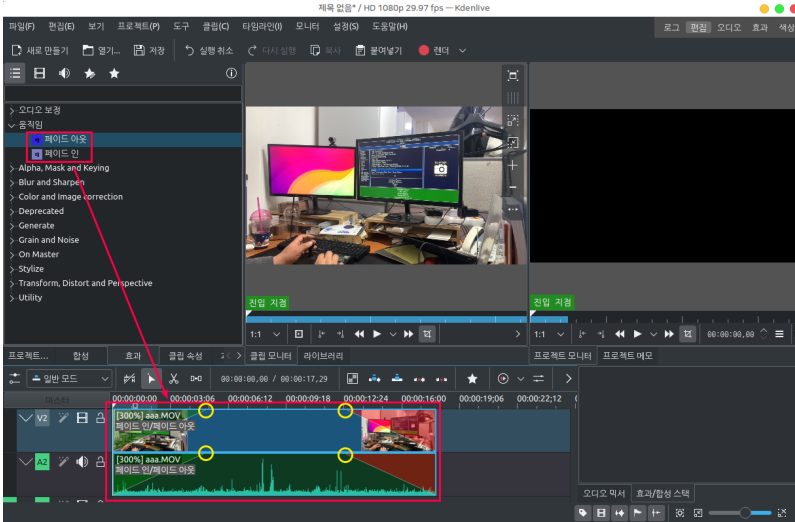 제목 없음* / HD 1080p 29.97 fps — Kdenlive
파일(F) 편집(E) 보기 프로젝트(P) 도구 클립(C) 타임라인(I) 모니터 설정(S) 도움말(H)
로그 편집 오디오 효과 색상
새로 만들기 열기... 저장 실행 취소 다시 실행 복사 붙여넣기 렌더
오디오 보정
움직임
페이드 아웃
페이드 인
Alpha, Mask and Keying
Blur and Sharpen
Color and Image correction
Deprecated
Generate
Grain and Noise
On Master
Stylize
Transform, Distort and Perspective
Utility
진입 지점
진입 지점
1:1
1:1 00:00:00,00
프로젝트... 합성 효과 클립 속성 클립 모니터 라이브러리 프로젝트 모니터 프로젝트 메모
일반 모드 00:00:00,00 / 00:00:17,29
마스터
00:00:00:00 00:00:03:06 00:00:06:12 00:00:09:18 00:00:12:24 00:00:16:00 00:00:19;06 00:00:22;12
V2
[300%] aaa.MOV
페이드 인/페이드 아웃
A2
[300%] aaa.MOV
페이드 인/페이드 아웃
오디오 믹서 효과/합성 스택